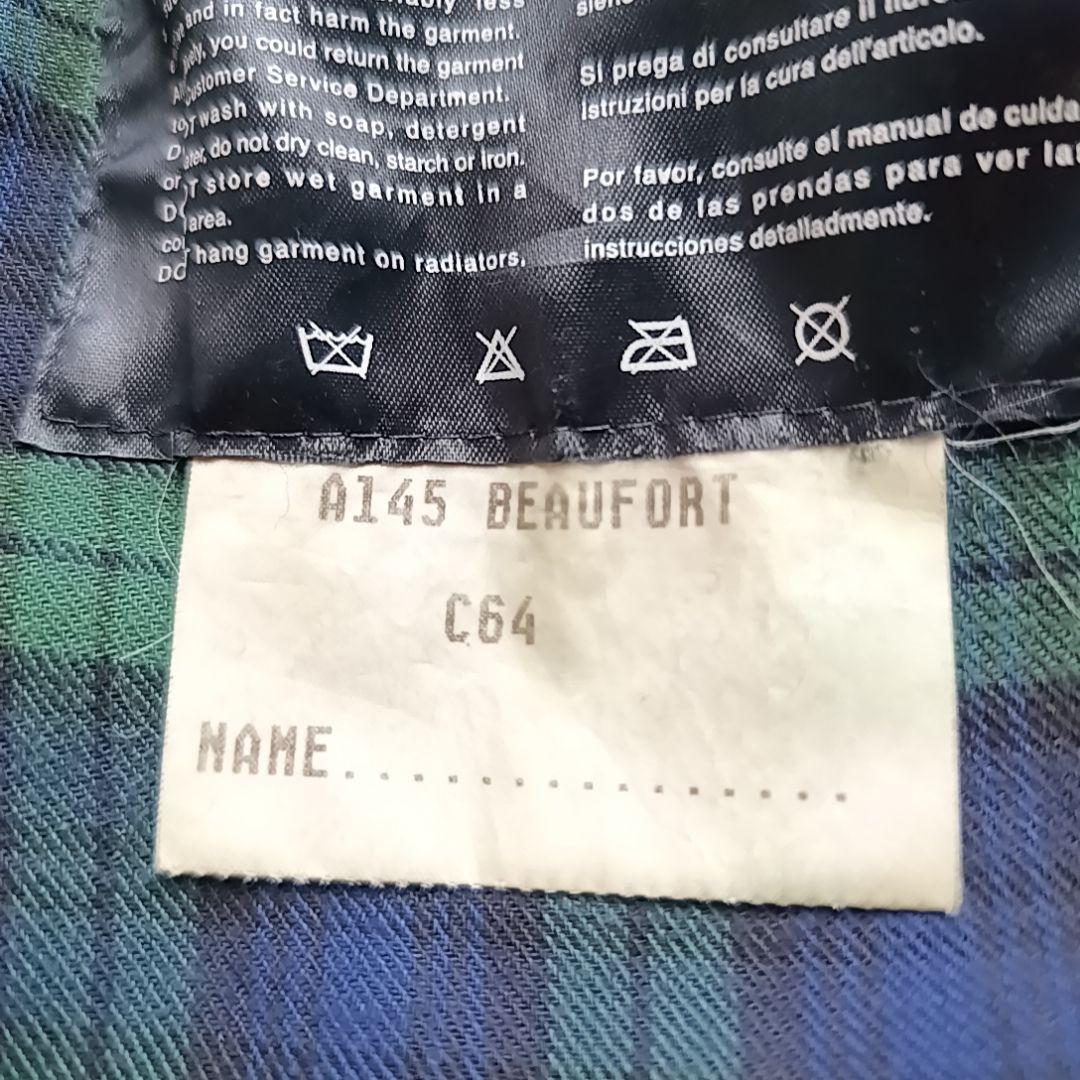 less
and in fact harm the garment.
you could return the garment
Customer Service Department.
wash with soap, detergent
do not dry clean, starch or iron.
store wet garment in a
area.
hang garment on radiators.
Si prega di consultare il
istruzioni per la cura dell'articolo.
Por favor, consulte el manual de
dos de las prendas para ver
instrucciones detalladmente.
A145 BEAUFORT
C64
NAME...............